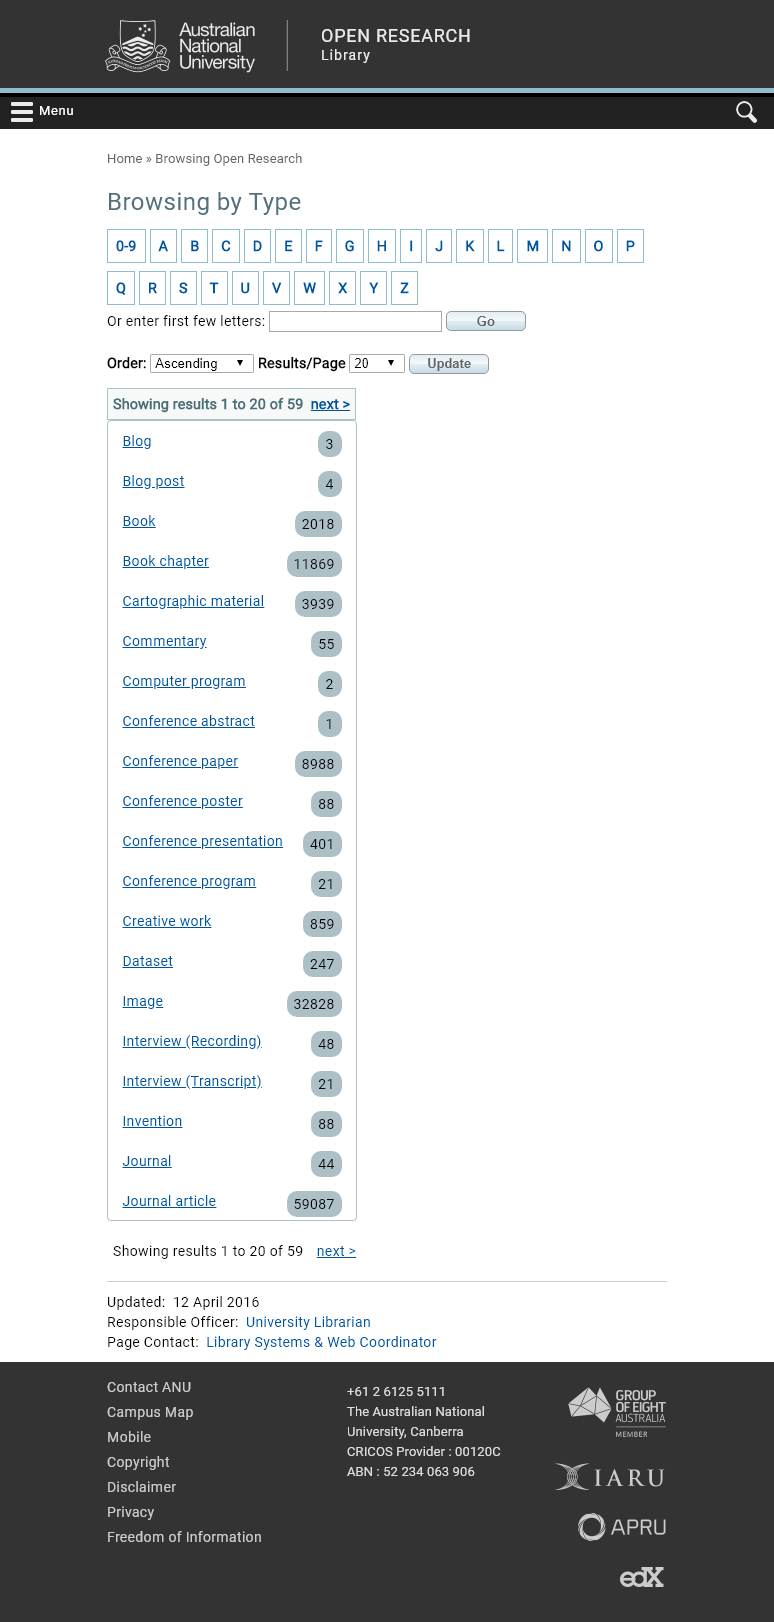 Australian
National
University
OPEN RESEARCH
Library
Menu
Home » Browsing Open Research
Browsing by Type
0-9 A B C D E F G H I J K L M N O P
Q R S T U V W X Y Z
Or enter first few letters: Go
Order: Ascending ▼ Results/Page 20 ▼ Update
Showing results 1 to 20 of 59 next >
Blog 3
Blog post 4
Book 2018
Book chapter 11869
Cartographic material 3939
Commentary 55
Computer program 2
Conference abstract 1
Conference paper 8988
Conference poster 88
Conference presentation 401
Conference program 21
Creative work 859
Dataset 247
Image 32828
Interview (Recording) 48
Interview (Transcript) 21
Invention 88
Journal 44
Journal article 59087
Showing results 1 to 20 of 59 next >
Updated: 12 April 2016
Responsible Officer: University Librarian
Page Contact: Library Systems & Web Coordinator
Contact ANU
Campus Map
Mobile
Copyright
Disclaimer
Privacy
Freedom of Information
+61 2 6125 5111
The Australian National
University, Canberra
CRICOS Provider : 00120C
ABN : 52 234 063 906
GROUP
OF EIGHT
AUSTRALIA
MEMBER
IARU
APRU
edX